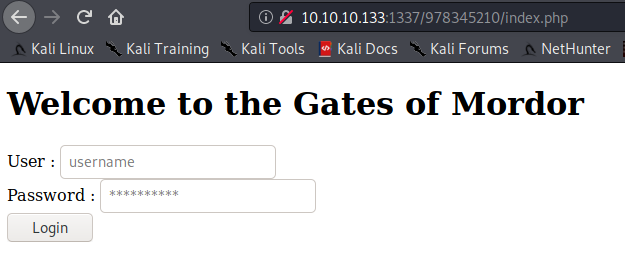 10.10.10.133:1337/978345210/index.php
Kali Linux Kali Training Kali Tools Kali Docs Kali Forums NetHunter
Welcome to the Gates of Mordor
User : username
Password : **********
Login